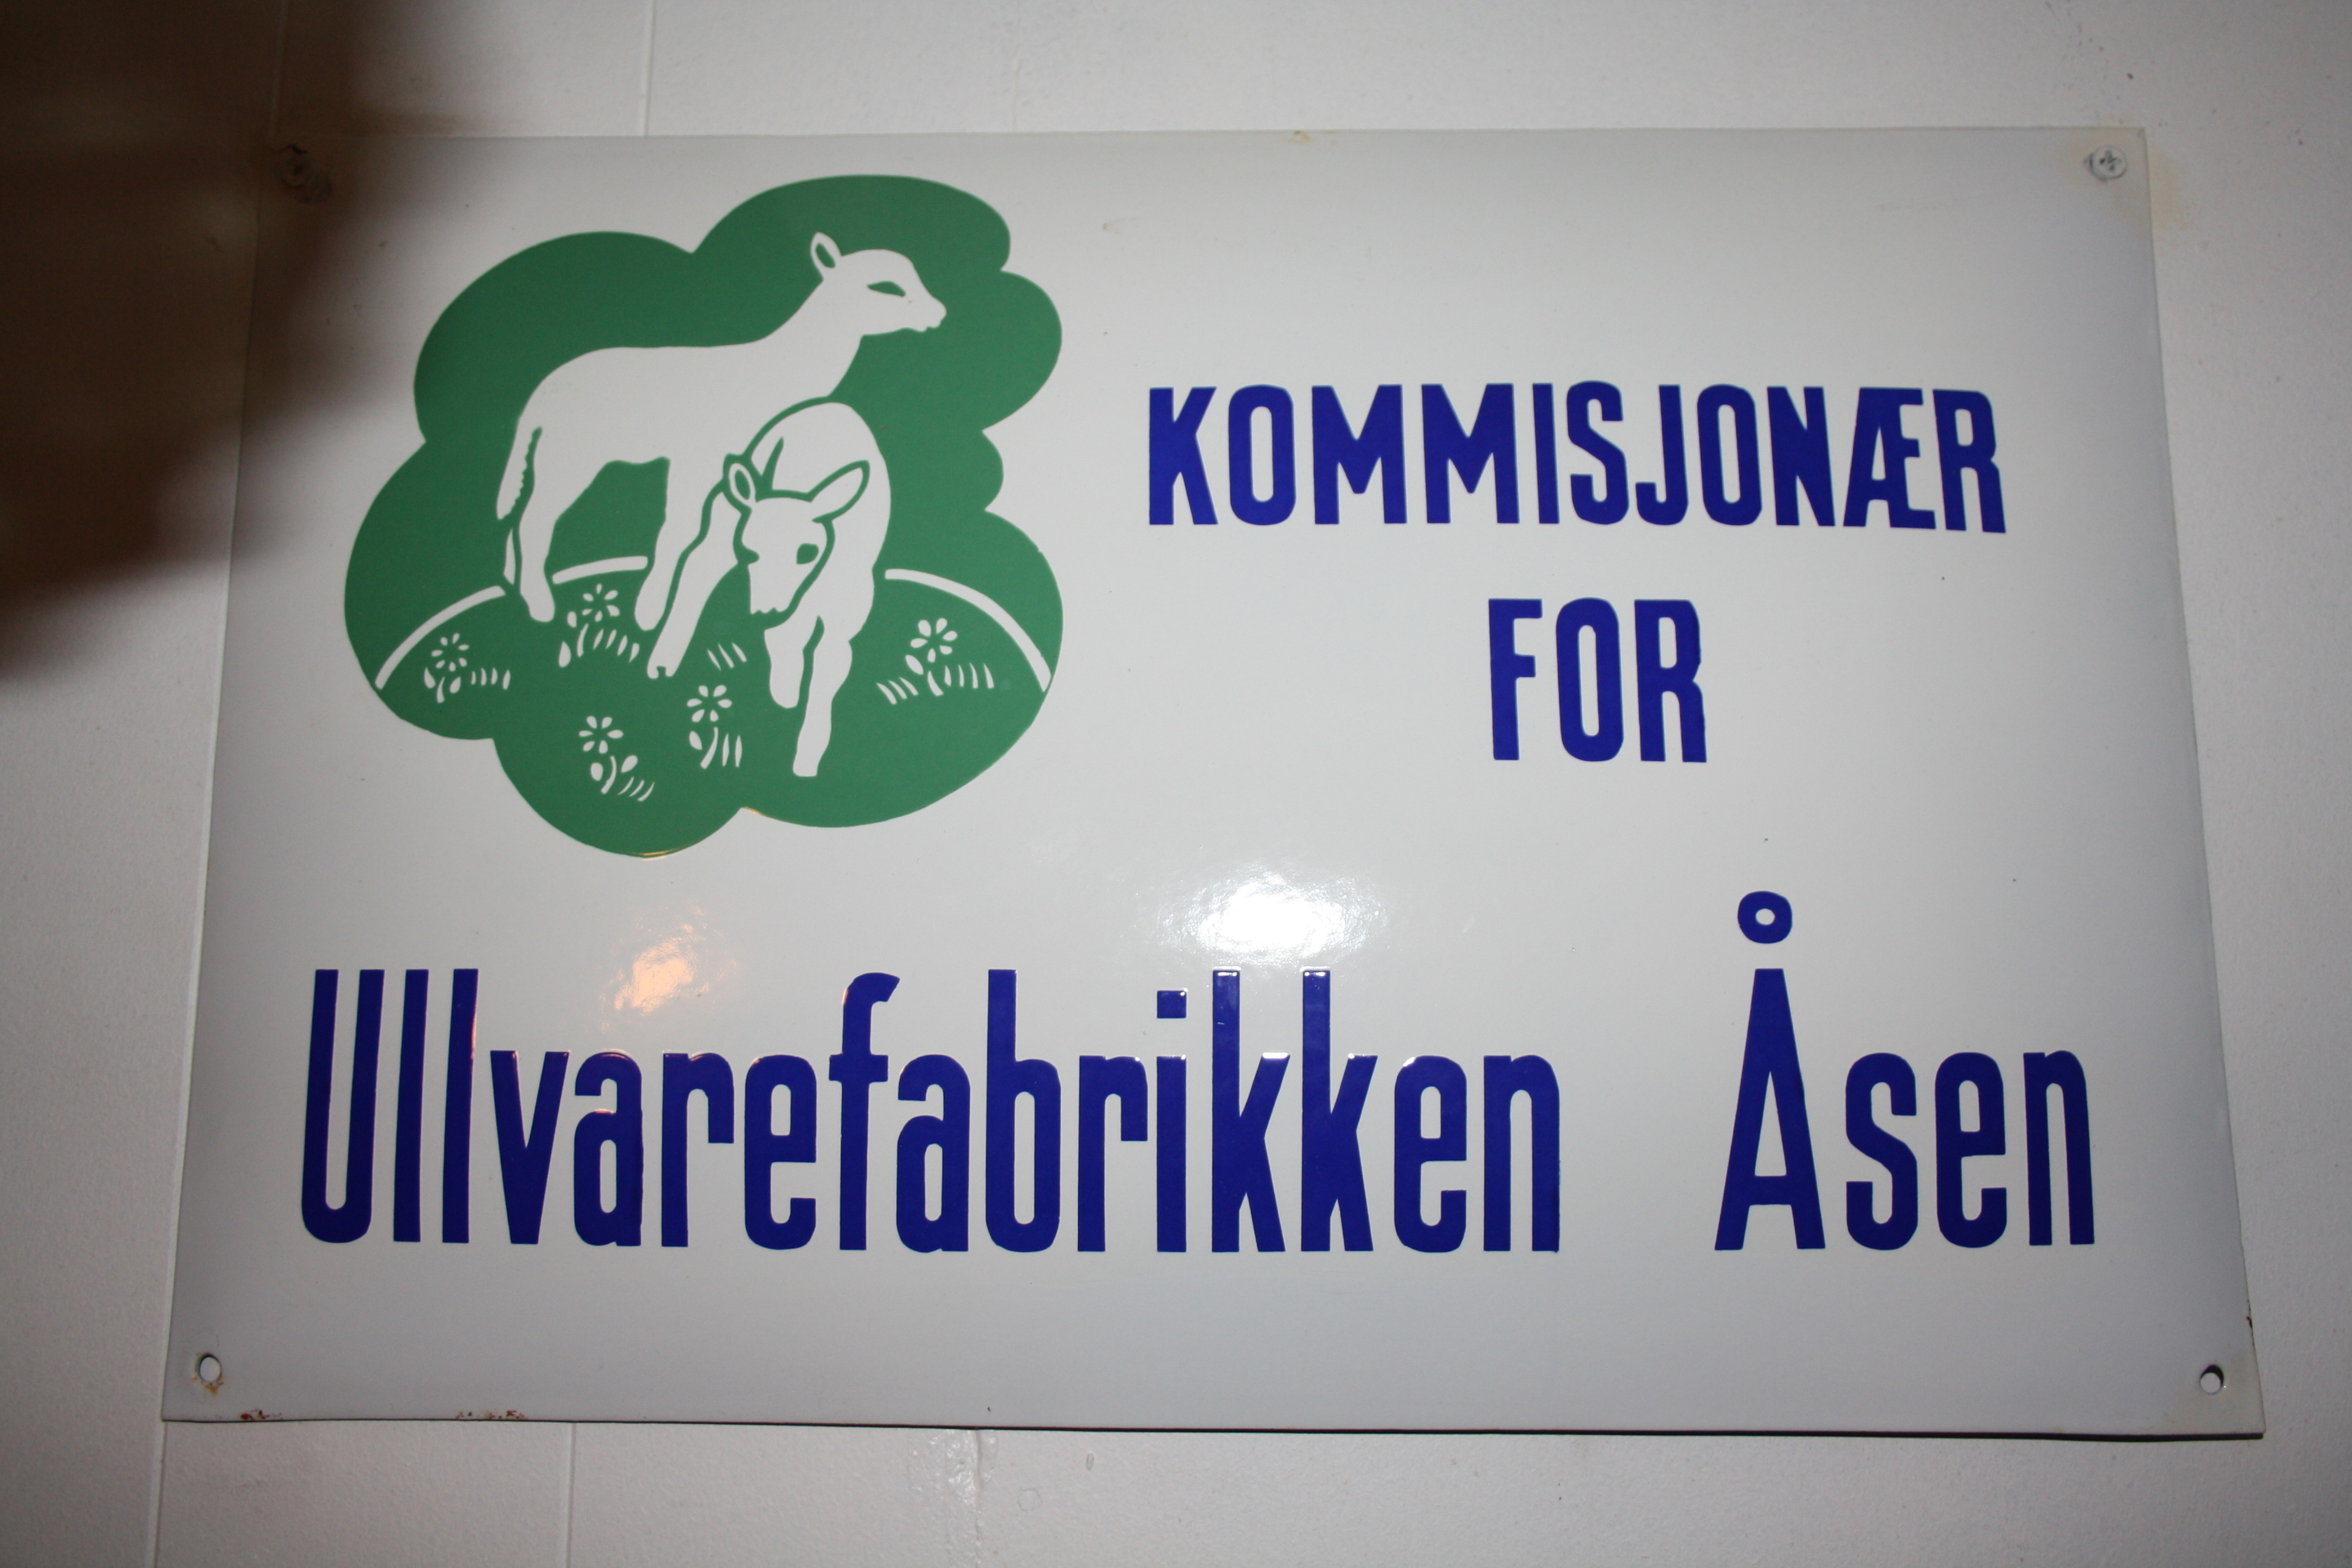 KOMMISJONÆR
FOR
Ullvarefabrikken Åsen